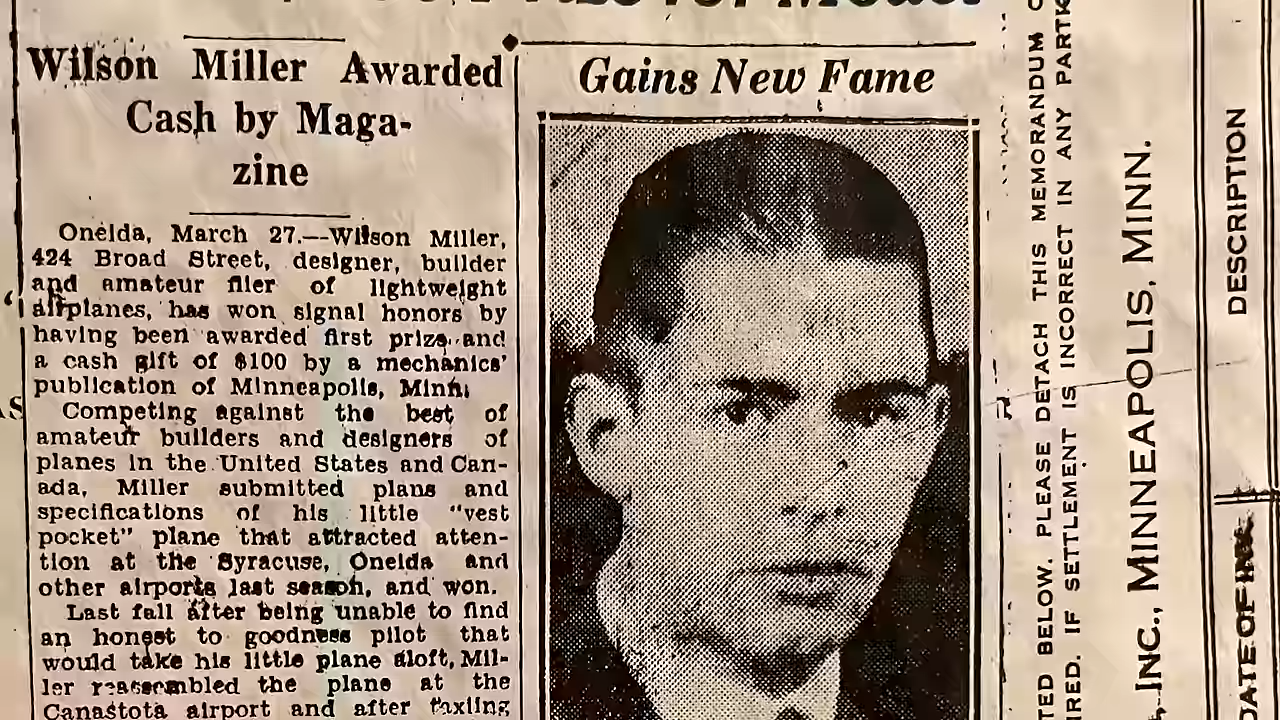 Wilson Miller Awarded
Cash by Maga-
zine
Oneida, March 27.—Wilson Miller,
424 Broad Street, designer, builder
and amateur flier of lightweight
airplanes, has won signal honors by
having been awarded first prize and
a cash gift of $100 by a mechanics'
publication of Minneapolis, Minn.
Competing against the best of
amateur builders and designers of
planes in the United States and Can-
ada, Miller submitted plans and
specifications of his little "vest
pocket" plane that attracted atten-
tion at the Syracuse, Oneida and
other airports last season, and won.
Last fall after being unable to find
an honest to goodness pilot that
would take his little plane aloft, Mil-
ler reassembled the plane at the
Canastota airport and after taxiing
Gains New Fame
TED BELOW. PLEASE DETACH THIS MEMORANDUM
IRED. IF SETTLEMENT IS INCORRECT IN ANY
INC., MINNEAPOLIS, MINN.
DESCRIPTION
DATE OF